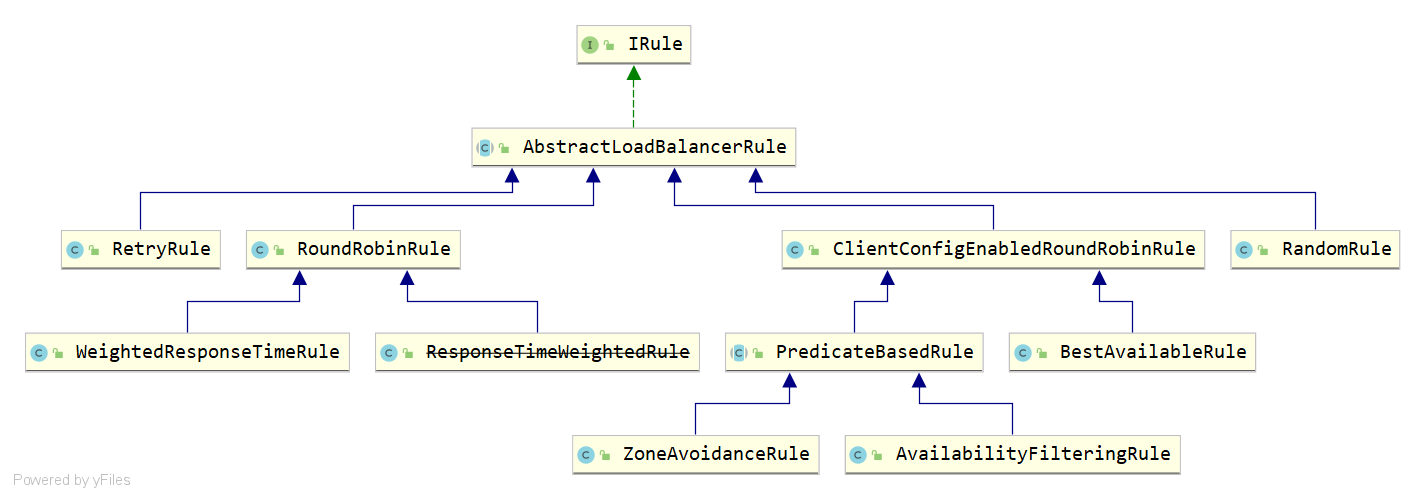 I IRule
C AbstractLoadBalancerRule
C RetryRule
C RoundRobinRule
C ClientConfigEnabledRoundRobinRule
C RandomRule
C WeightedResponseTimeRule
C ResponseTimeWeightedRule
C PredicateBasedRule
C BestAvailableRule
C ZoneAvoidanceRule
C AvailabilityFilteringRule
Powered by yFiles